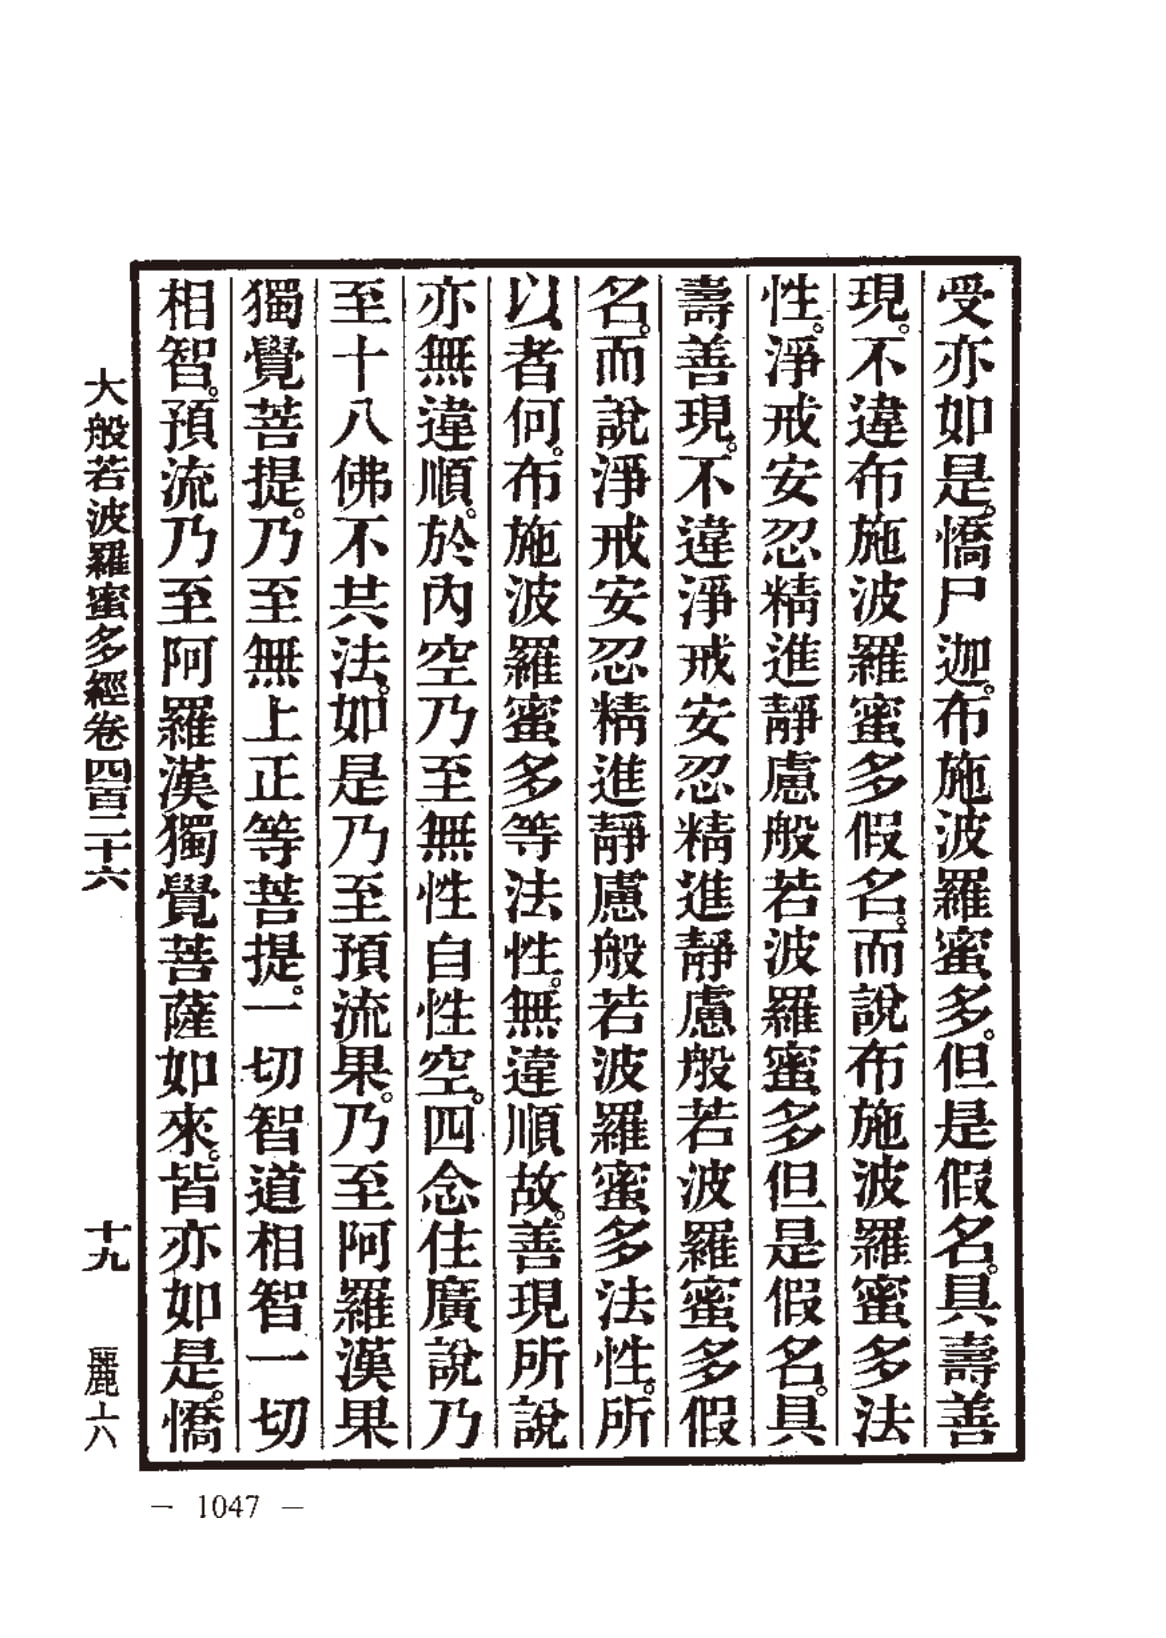 受亦如是。憍尸迦。布施波羅蜜多。但是假名。具壽善
現。不違布施波羅蜜多假名。而說布施波羅蜜多法
性。淨戒安忍精進靜慮般若波羅蜜多但是假名。具
壽善現。不違淨戒安忍精進靜慮般若波羅蜜多假
名。而說淨戒安忍精進靜慮般若波羅蜜多法性。所
以者何。布施波羅蜜多等法性。無違順故。善現所說
亦無違順。於內空乃至無性自性空。四念住廣說乃
至十八佛不共法。如是乃至預流果。乃至阿羅漢果
獨覺菩提。乃至無上正等菩提。一切智道相智一切
相智。預流乃至阿羅漢獨覺菩薩如來。皆亦如是。憍
大般若波羅蜜多經卷四百二十六 十九 麗六
— 1047 —